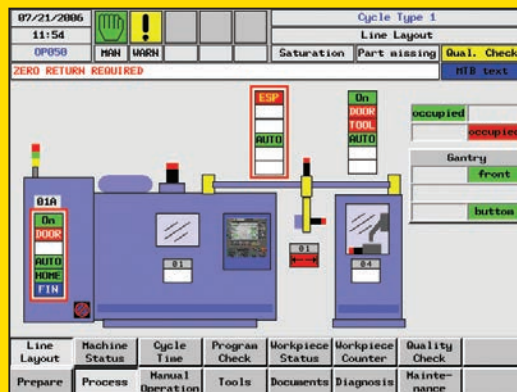 07/21/2006
11:54
OP050
MAN
WARN
Cycle Type 1
Line Layout
Saturation
Part missing
Qual. Check
ZERO RETURN REQUIRED
MTB text
ESP
AUTO
On
DOOR
TOOL
AUTO
occupied
occupied
Gantry
front
button
01A
On
DOOR
AUTO
HOME
FIN
01
01
04
Line Layout
Machine Status
Cycle Time
Program Check
Workpiece Status
Workpiece Counter
Quality Check
Prepare
Process
Manual Operation
Tools
Documents
Diagnosis
Mainte-nance